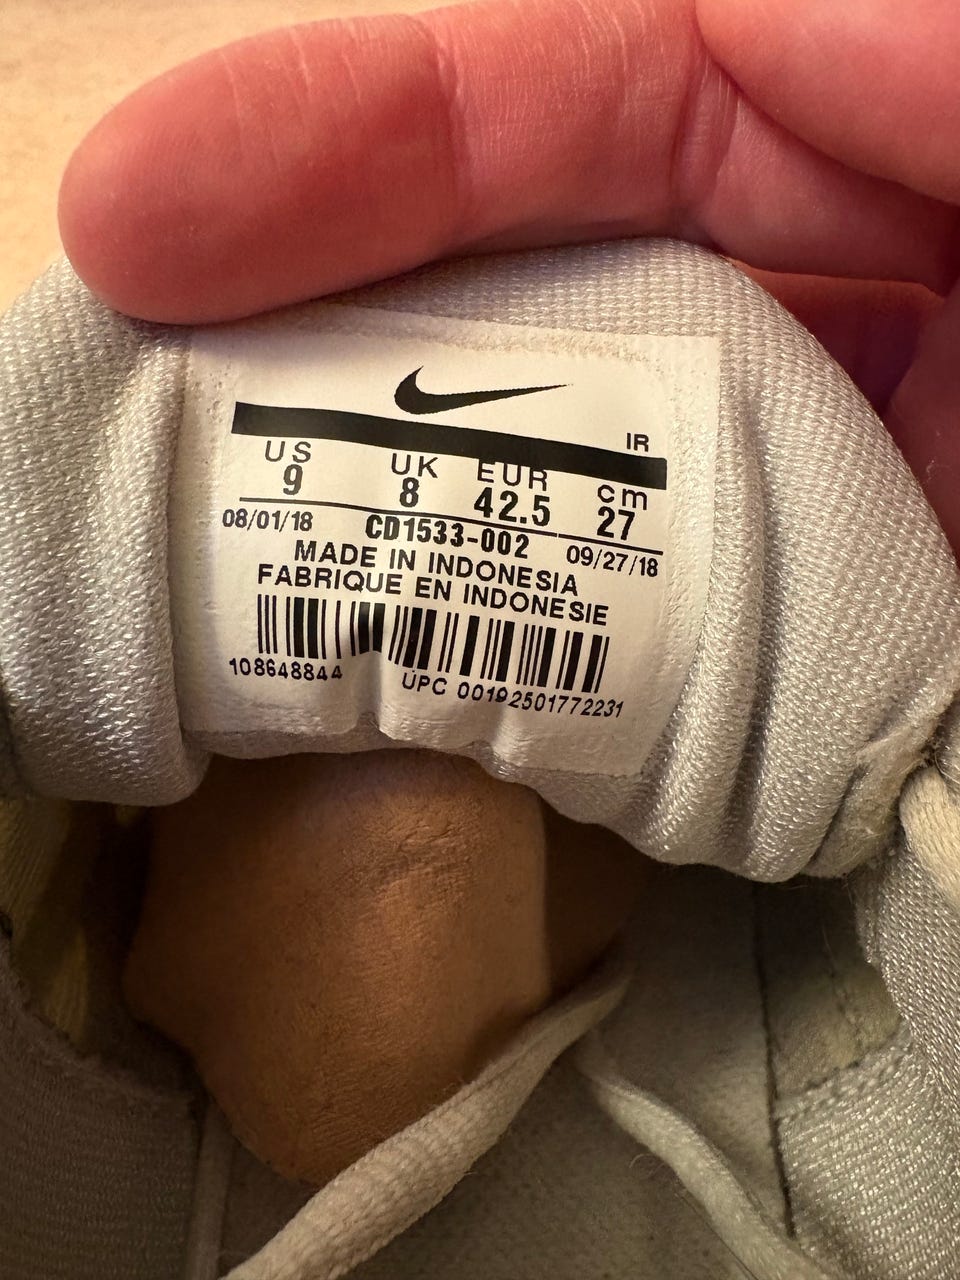 IR
US UK EUR cm
9 8 42.5 27
08/01/18 CD1533-002 09/27/18
MADE IN INDONESIA
FABRIQUE EN INDONESIE
108648844 UPC 00192501772231